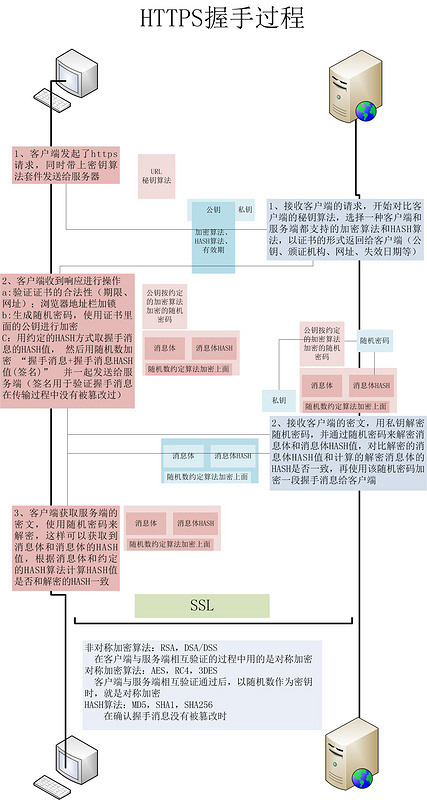 HTTPS握手过程
1、客户端发起了https
请求，同时带上密钥算
法套件发送给服务器
URL
秘钥算法
1、接收客户端的请求，开始对比客
户端的秘钥算法，选择一种客户端和
服务端都支持的加密算法和HASH算
法，以证书的形式返回给客户端（公
钥、颁证机构、网址、失效日期等）
公钥
私钥
加密算法、
HASH算法、
有效期
2、客户端收到响应进行操作
a:验证证书的合法性（期限、
网址）；浏览器地址栏加锁
b:生成随机密码，使用证书里
面的公钥进行加密
C: 用约定的HASH方式取握手消
息的HASH值， 然后用随机数加
密 “握手消息+握手消息HASH
值(签名)” 并一起发送给服
务端（签名用于验证握手消息
在传输过程中没有被篡改过）
公钥按约定
的加密算法
加密的随机
密码
消息体
消息体HASH
随机数约定算法加密上面
公钥按约定
的加密算法
加密的随机
密码
随机密码
私钥
消息体
消息体HASH
随机数约定算法加密上面
2、接收客户端的密文，用私钥解密
随机密码，并通过随机密码来解密消
息体和消息体HASH值，对比解密的消
息体HASH值和计算的解密消息体的
HASH是否一致，再使用该随机密码加
密一段握手消息给客户端
消息体
消息体HASH
随机数约定算法加密上面
3、客户端获取服务端的
密文，使用随机密码来
解密，这样可以获取到
消息体和消息体的HASH
值，根据消息体和约定
的HASH算法计算HASH值
是否和解密的HASH一致
消息体
消息体HASH
随机数约定算法加密上面
SSL
非对称加密算法：RSA，DSA/DSS
在客户端与服务端相互验证的过程中用的是对称加密
对称加密算法：AES，RC4，3DES
客户端与服务端相互验证通过后，以随机数作为密钥
时，就是对称加密
HASH算法：MD5，SHA1，SHA256
在确认握手消息没有被篡改时